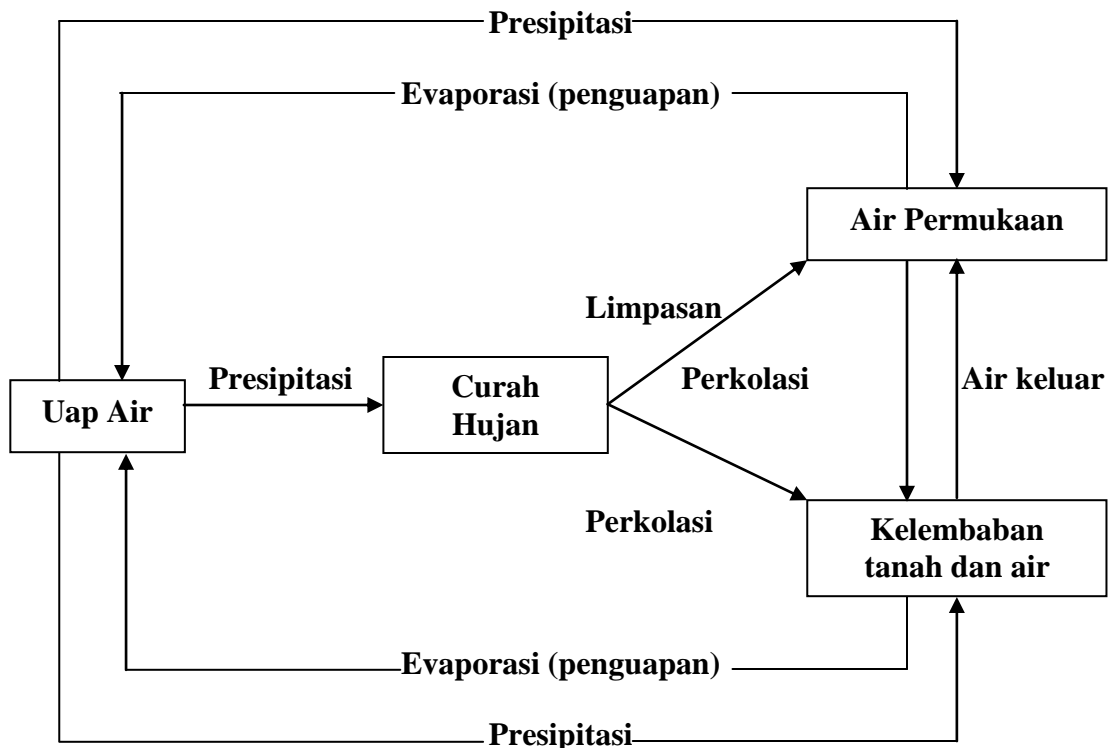 Presipitasi
Evaporasi (penguapan)
Air Permukaan
Limpasan
Presipitasi
Perkolasi
Air keluar
Uap Air
Curah
Hujan
Perkolasi
Kelembaban
tanah dan air
Evaporasi (penguapan)
Presipitasi